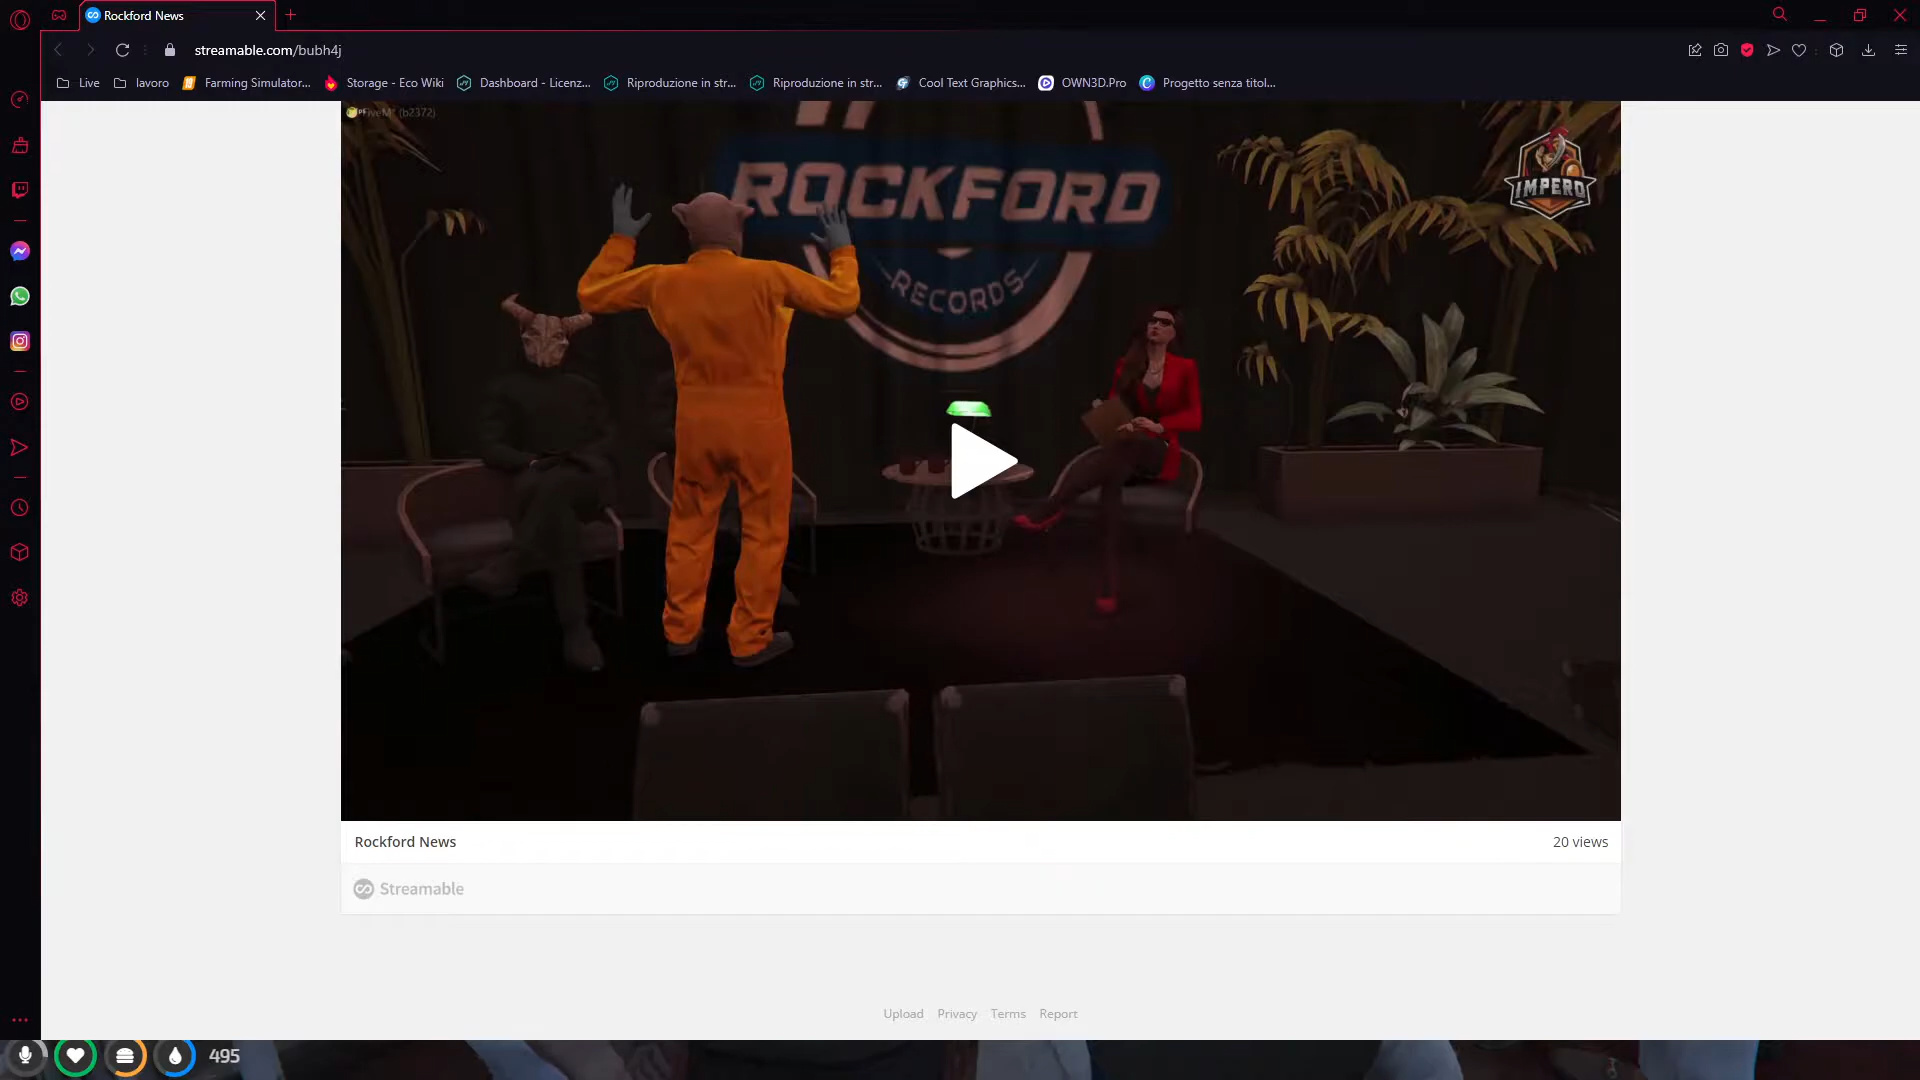 Rockford News
streamable.com/bubh4j
Live
lavoro
Farming Simulator...
Storage - Eco Wiki
Dashboard - Licenz...
Riproduzione in str...
Riproduzione in str...
Cool Text Graphics...
OWN3D.Pro
Progetto senza titol...
FiveM® (b2372)
IMPERO
ROCKFORD
RECORDS
Rockford News
20 views
Streamable
Upload Privacy Terms Report
495